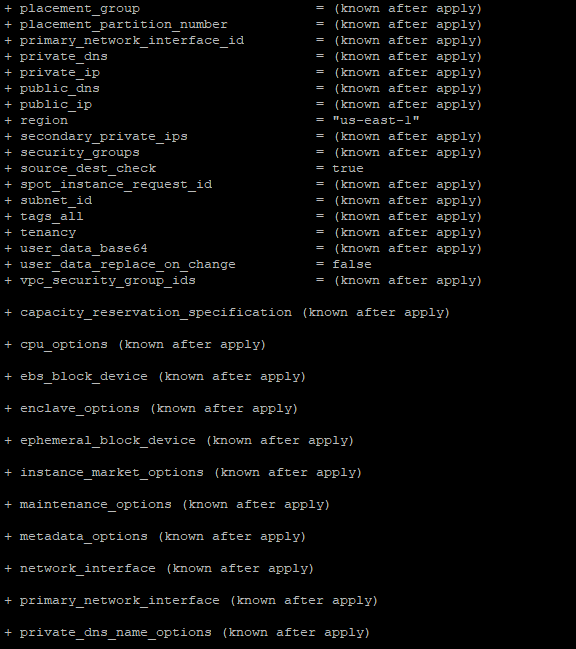 + placement_group = (known after apply)
+ placement_partition_number = (known after apply)
+ primary_network_interface_id = (known after apply)
+ private_dns = (known after apply)
+ private_ip = (known after apply)
+ public_dns = (known after apply)
+ public_ip = (known after apply)
+ region = "us-east-1"
+ secondary_private_ips = (known after apply)
+ security_groups = (known after apply)
+ source_dest_check = true
+ spot_instance_request_id = (known after apply)
+ subnet_id = (known after apply)
+ tags_all = (known after apply)
+ tenancy = (known after apply)
+ user_data_base64 = (known after apply)
+ user_data_replace_on_change = false
+ vpc_security_group_ids = (known after apply)
+ capacity_reservation_specification (known after apply)
+ cpu_options (known after apply)
+ ebs_block_device (known after apply)
+ enclave_options (known after apply)
+ ephemeral_block_device (known after apply)
+ instance_market_options (known after apply)
+ maintenance_options (known after apply)
+ metadata_options (known after apply)
+ network_interface (known after apply)
+ primary_network_interface (known after apply)
+ private_dns_name_options (known after apply)